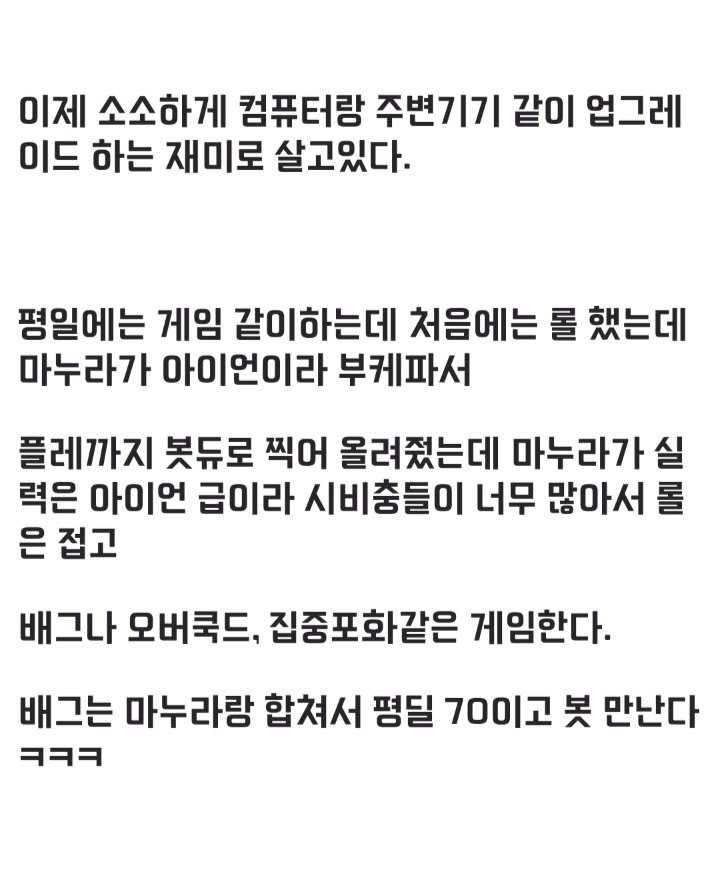 이제 소소하게 컴퓨터랑 주변기기 같이 업그레
이드 하는 재미로 살고있다.
평일에는 게임 같이하는데 처음에는 롤 했는데
마누라가 아이언이라 부케파서
플레까지 봇듀로 찍어 올려줬는데 마누라가 실
력은 아이언 급이라 시비충들이 너무 많아서 롤
은 접고
배그나 오버쿡드, 집중포화같은 게임한다.
배그는 마누라랑 합쳐서 평딜 70이고 봇 만난다
ㅋㅋㅋ